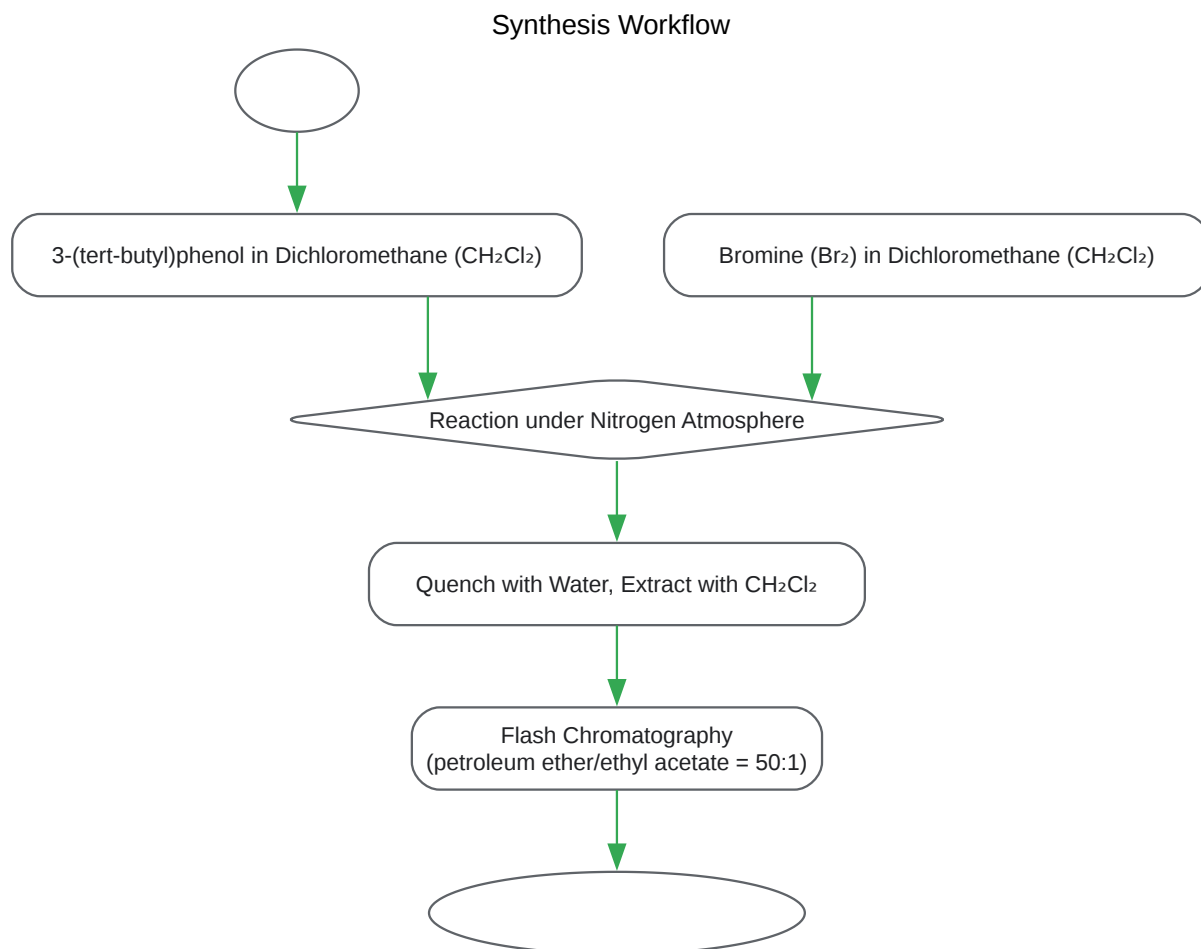 Synthesis Workflow
3-(tert-butyl)phenol in Dichloromethane (CH₂Cl₂)
Bromine (Br₂) in Dichloromethane (CH₂Cl₂)
Reaction under Nitrogen Atmosphere
Quench with Water, Extract with CH₂Cl₂
Flash Chromatography
(petroleum ether/ethyl acetate = 50:1)